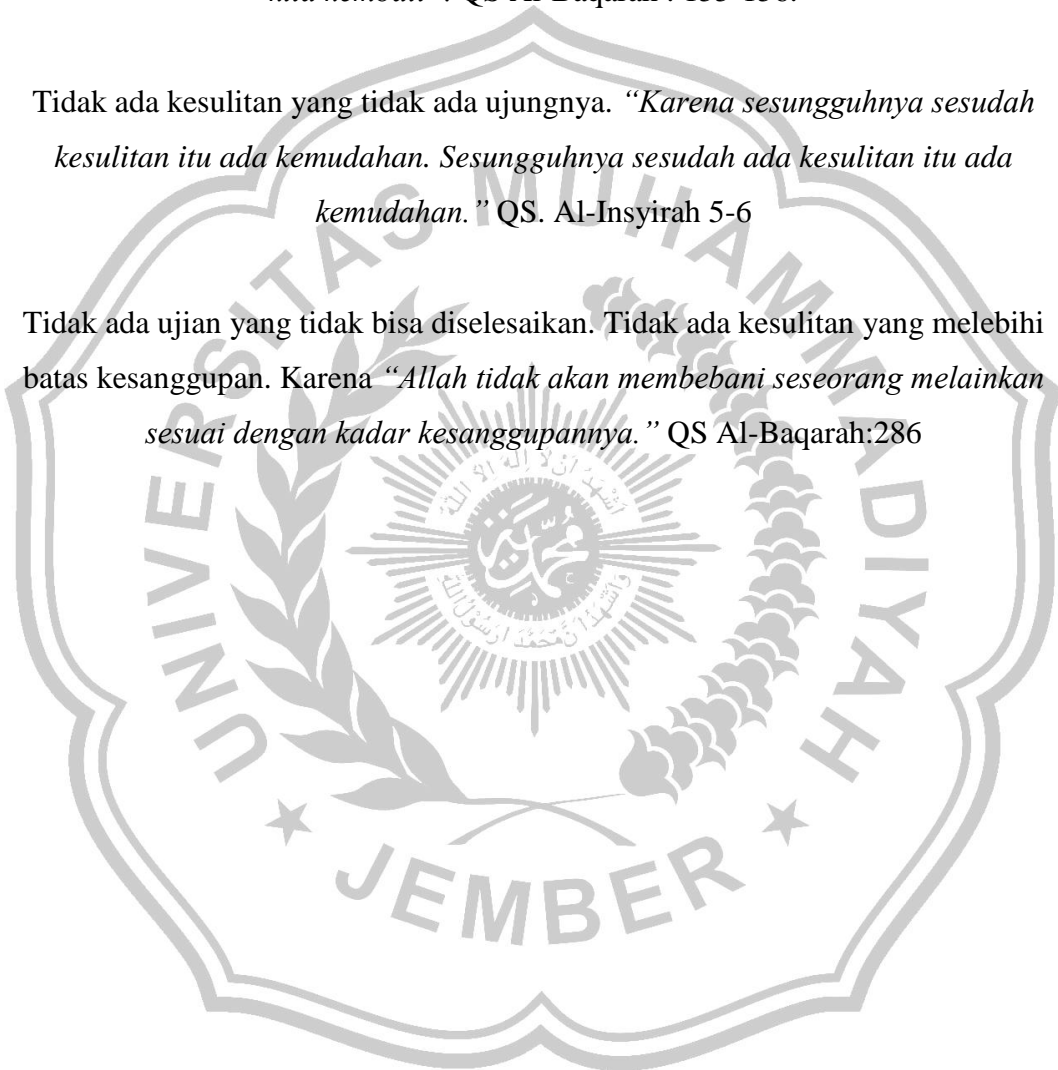 Tidak ada kesulitan yang tidak ada ujungnya. “Karena sesungguhnya sesudah
kesulitan itu ada kemudahan. Sesungguhnya sesudah ada kesulitan itu ada
kemudahan.” QS. Al-Insyirah 5-6
Tidak ada ujian yang tidak bisa diselesaikan. Tidak ada kesulitan yang melebihi
batas kesanggupan. Karena “Allah tidak akan membebani seseorang melainkan
sesuai dengan kadar kesanggupannya.” QS Al-Baqarah:286
UNIVERSITAS MUHAMMADIYAH
JEMBER